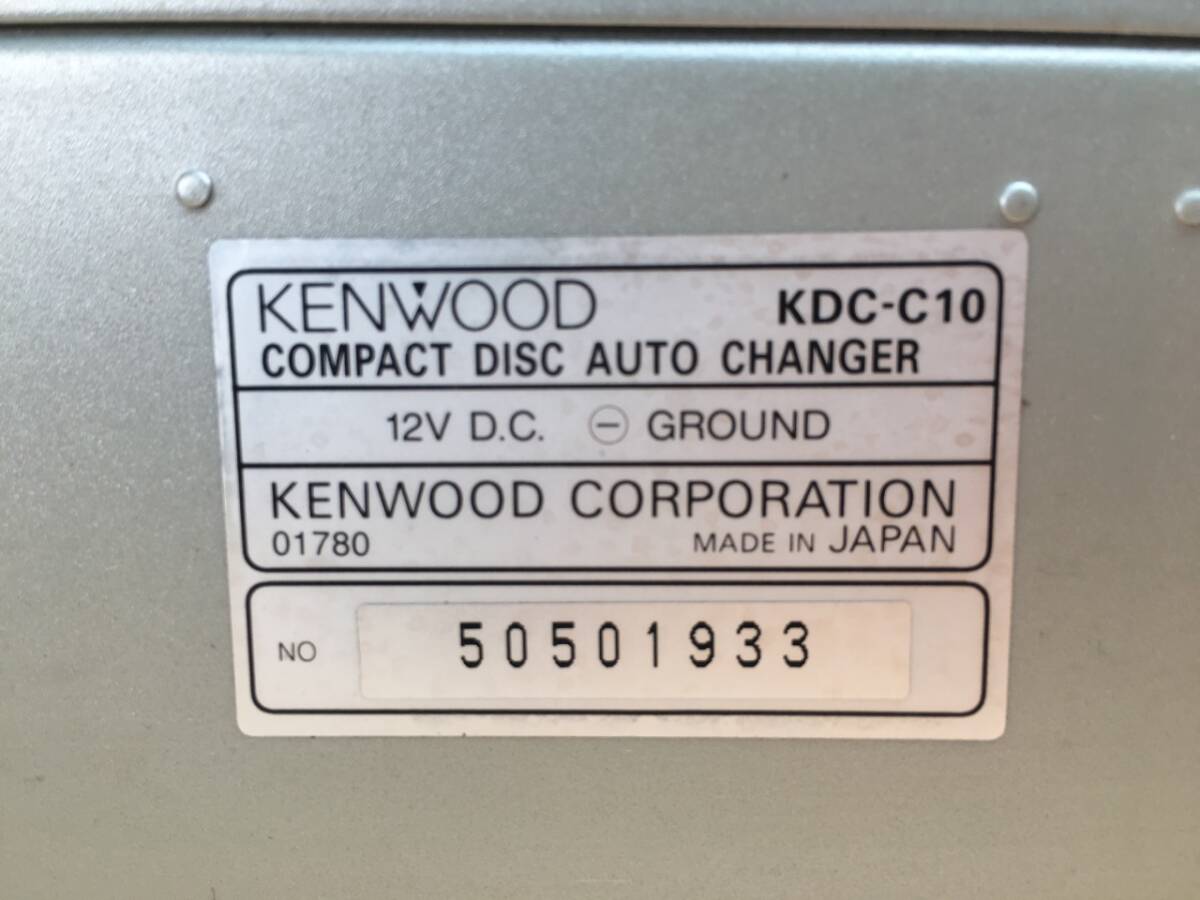 KENWOOD KDC-C10
COMPACT DISC AUTO CHANGER
12V D.C. ⊖ GROUND
KENWOOD CORPORATION
01780 MADE IN JAPAN
NO 50501933